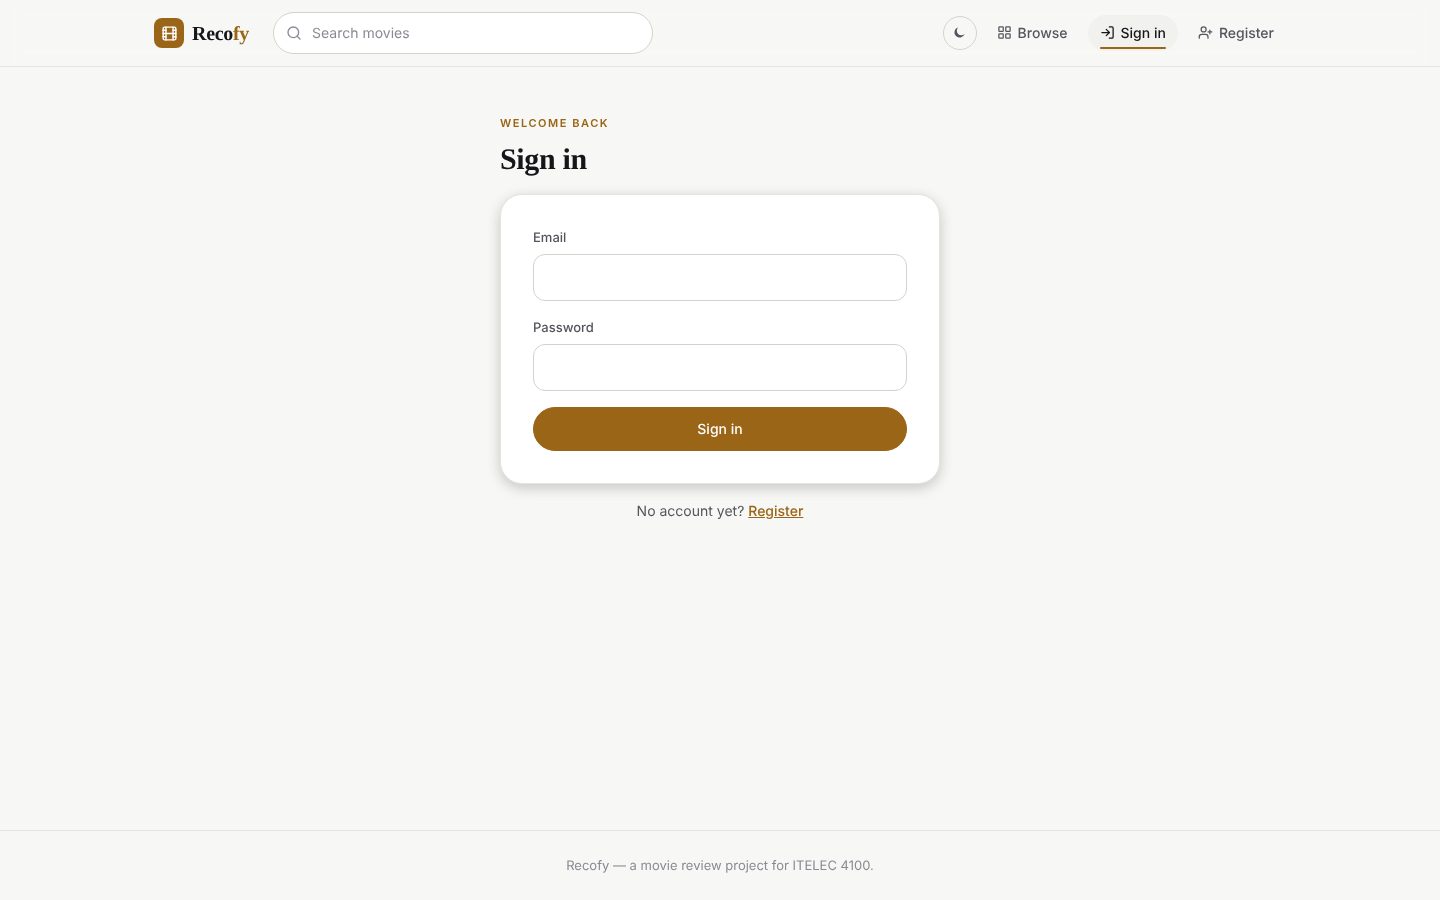 Recofy
Search movies
Browse
Sign in
Register
WELCOME BACK
Sign in
Email
Password
Sign in
No account yet? Register
Recofy — a movie review project for ITELEC 4100.